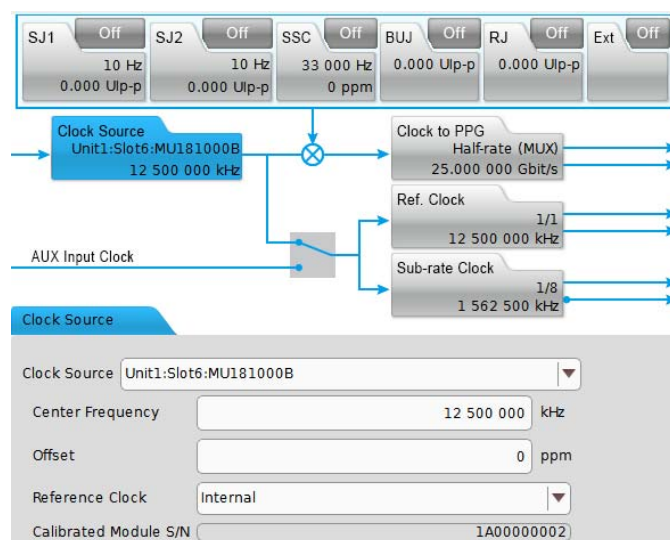 SJ1 Off SJ2 Off SSC Off BUJ Off RJ Off Ext Off
10 Hz 10 Hz 33 000 Hz 0.000 UIp-p 0.000 UIp-p
0.000 UIp-p 0.000 UIp-p 0 ppm
Clock Source
Unit1:Slot6:MU181000B
12 500 000 kHz
Clock to PPG
Half-rate (MUX)
25.000 000 Gbit/s
Ref. Clock
1/1
12 500 000 kHz
AUX Input Clock
Sub-rate Clock
1/8
1 562 500 kHz
Clock Source
Clock Source Unit1:Slot6:MU181000B
Center Frequency 12 500 000 kHz
Offset 0 ppm
Reference Clock Internal
Calibrated Module S/N 1A00000002